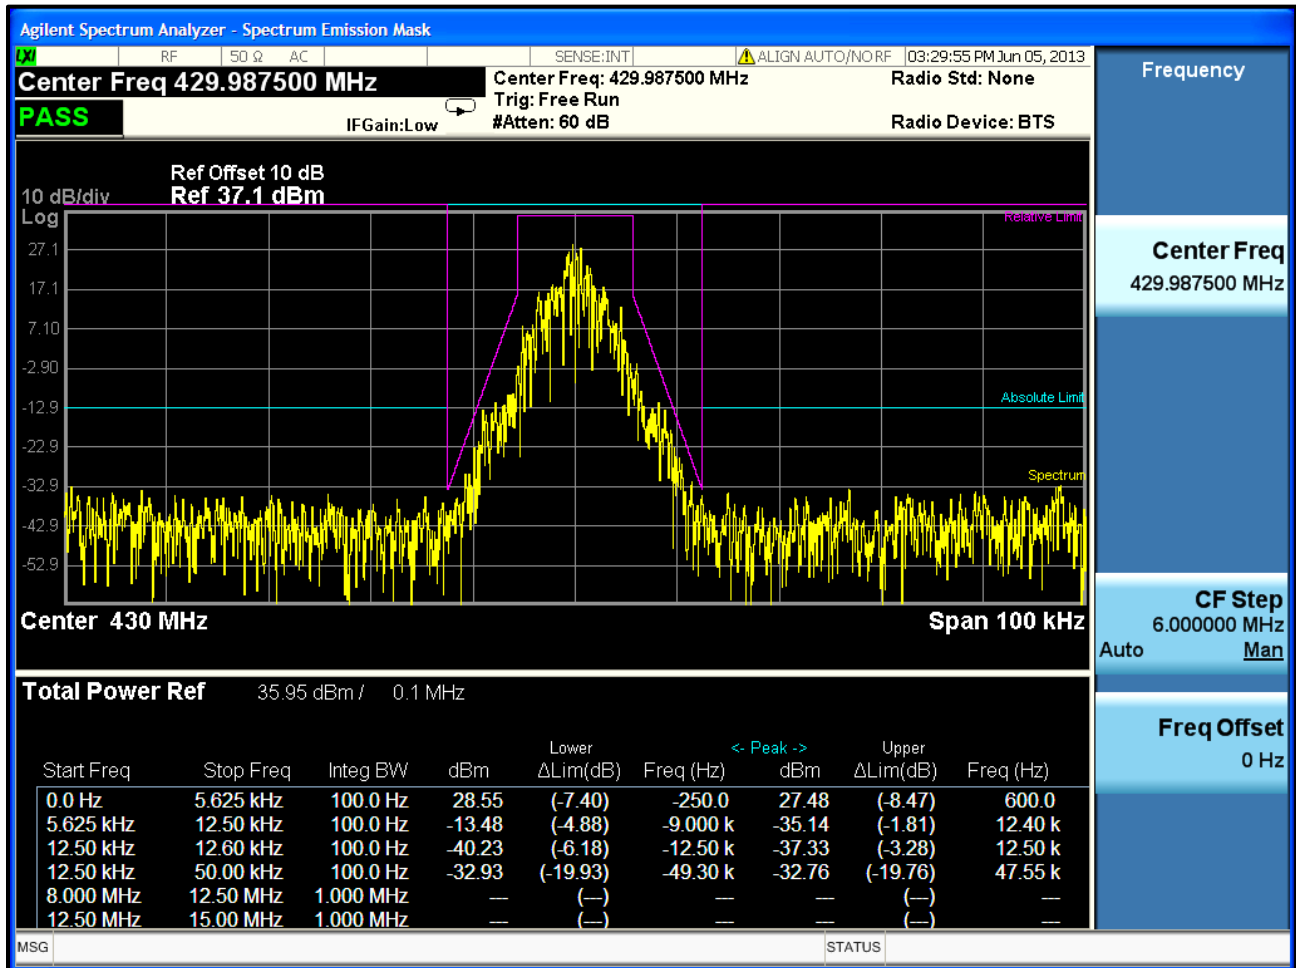 Agilent Spectrum Analyzer - Spectrum Emission Mask
LXI RF 50 Ω AC SENSE:INT ALIGN AUTO/NO RF 03:29:55 PM Jun 05, 2013
Center Freq 429.987500 MHz
Center Freq: 429.987500 MHz
Radio Std: None
Trig: Free Run
PASS
IFGain:Low
#Atten: 60 dB
Radio Device: BTS
Ref Offset 10 dB
10 dB/div Ref 37.1 dBm
Log
Relative Limit
27.1
17.1
7.10
-2.90
Absolute Limit
-12.9
-22.9
Spectrum
-32.9
-42.9
-52.9
Center 430 MHz
Span 100 kHz
Total Power Ref 35.95 dBm / 0.1 MHz
Lower <- Peak -> Upper
Start Freq Stop Freq Integ BW dBm ΔLim(dB) Freq (Hz) dBm ΔLim(dB) Freq (Hz)
0.0 Hz 5.625 kHz 100.0 Hz 28.55 (-7.40) -250.0 27.48 (-8.47) 600.0
5.625 kHz 12.50 kHz 100.0 Hz -13.48 (-4.88) -9.000 k -35.14 (-1.81) 12.40 k
12.50 kHz 12.60 kHz 100.0 Hz -40.23 (-6.18) -12.50 k -37.33 (-3.28) 12.50 k
12.50 kHz 50.00 kHz 100.0 Hz -32.93 (-19.93) -49.30 k -32.76 (-19.76) 47.55 k
8.000 MHz 12.50 MHz 1.000 MHz --- (---) --- --- (---) ---
12.50 MHz 15.00 MHz 1.000 MHz --- (---) --- --- (---) ---
MSG
STATUS
Frequency
Center Freq
429.987500 MHz
CF Step
6.000000 MHz
Auto Man
Freq Offset
0 Hz